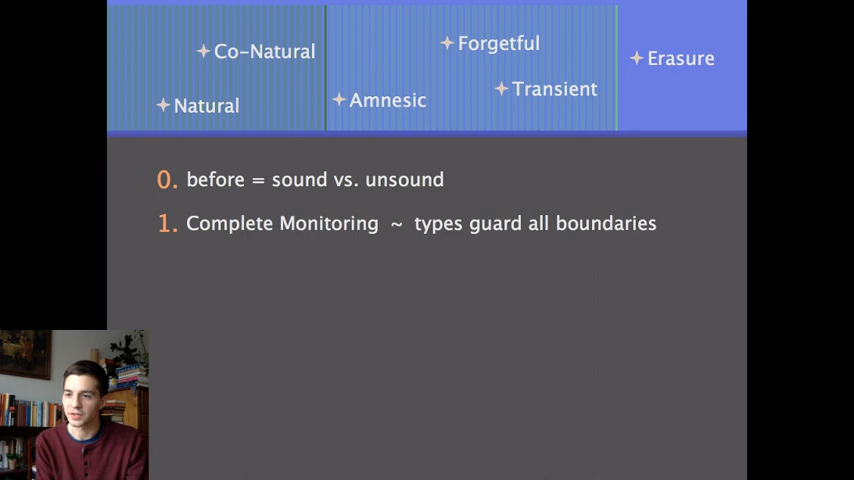 Co-Natural
Forgetful
Erasure
Natural
Amnesic
Transient
0. before = sound vs. unsound
1. Complete Monitoring ~ types guard all boundaries